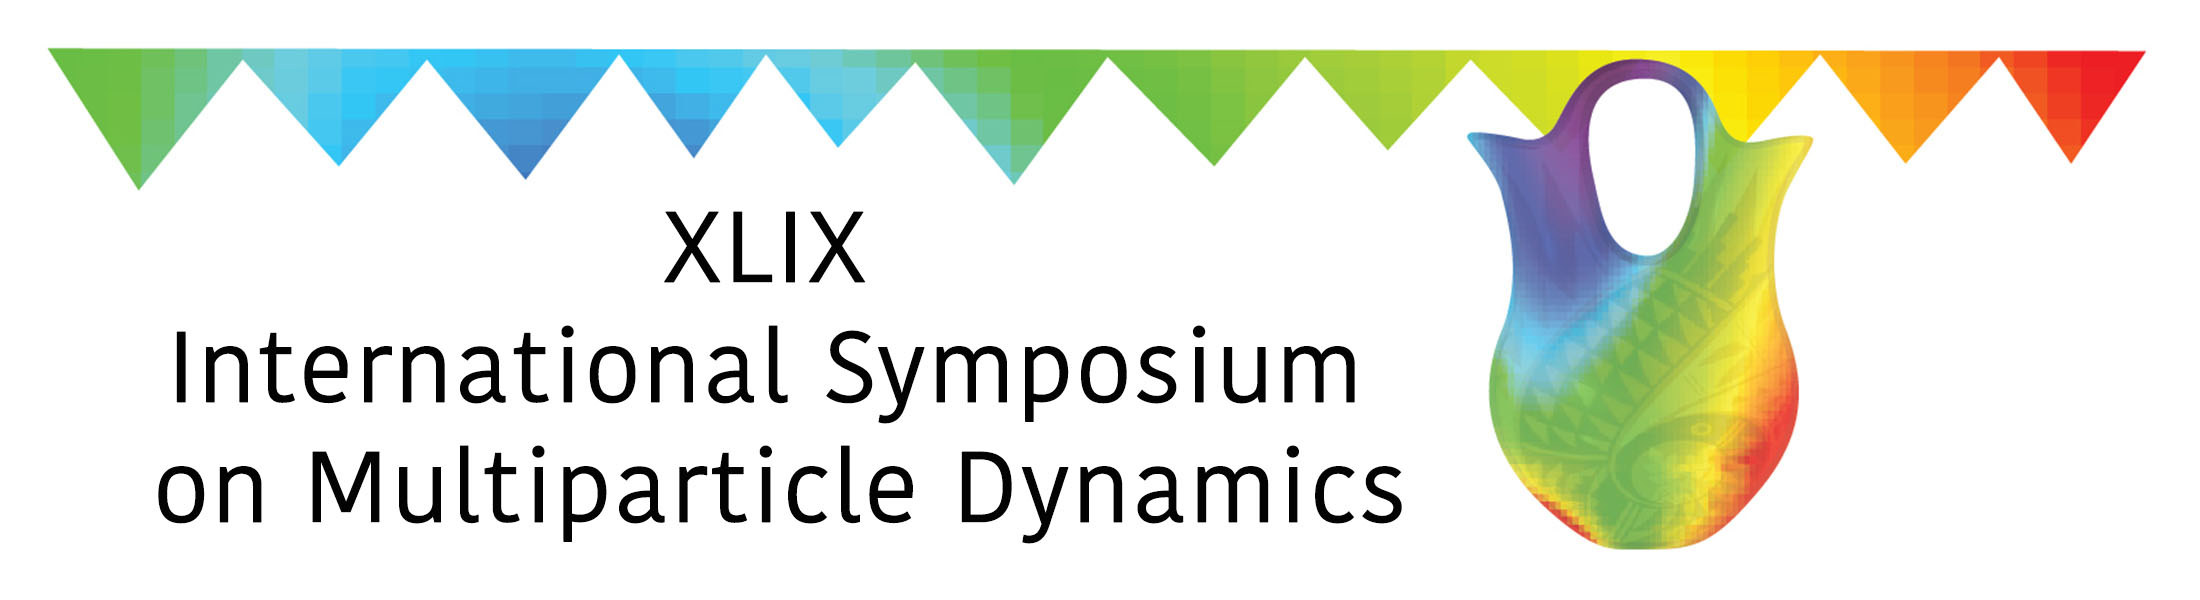 XLIX
International Symposium
on Multiparticle Dynamics